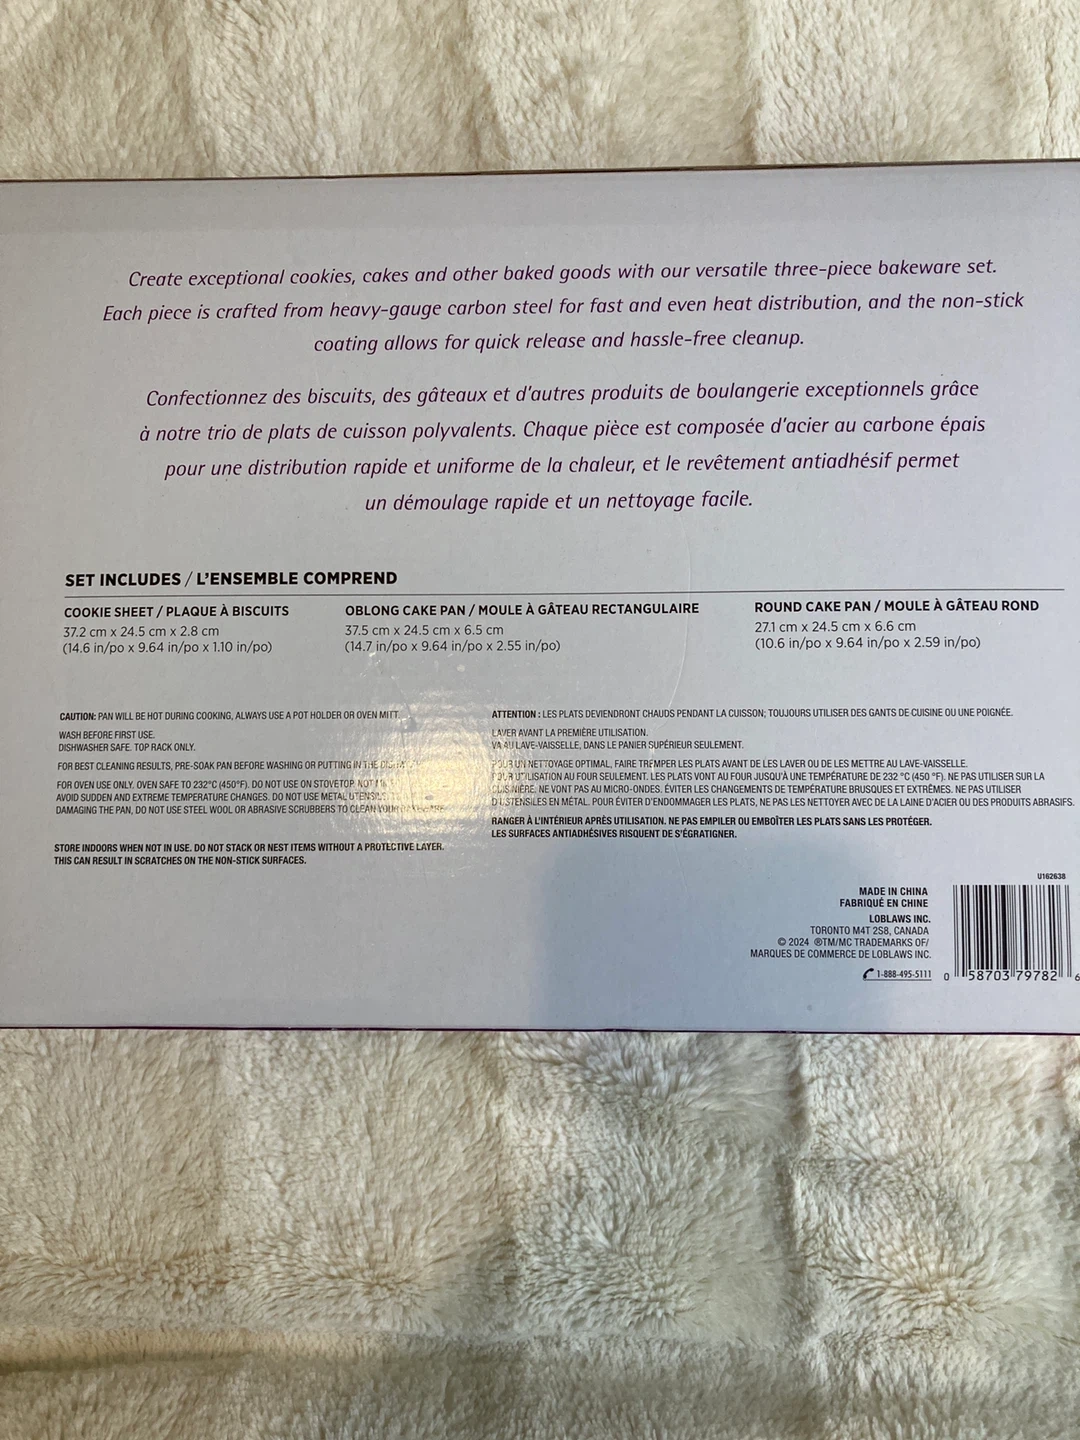 Create exceptional cookies, cakes and other baked goods with our versatile three-piece bakeware set.
Each piece is crafted from heavy-gauge carbon steel for fast and even heat distribution, and the non-stick
coating allows for quick release and hassle-free cleanup.
Confectionnez des biscuits, des gâteaux et d'autres produits de boulangerie exceptionnels grâce
à notre trio de plats de cuisson polyvalents. Chaque pièce est composée d'acier au carbone épais
pour une distribution rapide et uniforme de la chaleur, et le revêtement antiadhésif permet
un démoulage rapide et un nettoyage facile.
SET INCLUDES / L'ENSEMBLE COMPREND
COOKIE SHEET / PLAQUE À BISCUITS
37.2 cm x 24.5 cm x 2.8 cm
(14.6 in/po x 9.64 in/po x 1.10 in/po)
OBLONG CAKE PAN / MOULE À GÂTEAU RECTANGULAIRE
37.5 cm x 24.5 cm x 6.5 cm
(14.7 in/po x 9.64 in/po x 2.55 in/po)
ROUND CAKE PAN / MOULE À GÂTEAU ROND
27.1 cm x 24.5 cm x 6.6 cm
(10.6 in/po x 9.64 in/po x 2.59 in/po)
CAUTION: PAN WILL BE HOT DURING COOKING, ALWAYS USE A POT HOLDER OR OVEN MITT.
WASH BEFORE FIRST USE.
DISHWASHER SAFE. TOP RACK ONLY.
FOR BEST CLEANING RESULTS, PRE-SOAK PAN BEFORE WASHING OR PUTTING IN THE
FOR OVEN USE ONLY. OVEN SAFE TO 232°C (450°F). DO NOT USE ON STOVETOP. NOT
AVOID SUDDEN AND EXTREME TEMPERATURE CHANGES. DO NOT USE METAL UTENSILS.
DAMAGING THE PAN, DO NOT USE STEEL WOOL OR ABRASIVE SCRUBBERS TO CLEAN YOUR BAKEWARE.
STORE INDOORS WHEN NOT IN USE. DO NOT STACK OR NEST ITEMS WITHOUT A PROTECTIVE LAYER.
THIS CAN RESULT IN SCRATCHES ON THE NON-STICK SURFACES.
ATTENTION : LES PLATS DEVIENDRONT CHAUDS PENDANT LA CUISSON; TOUJOURS UTILISER DES GANTS DE CUISINE OU UNE POIGNÉE.
LAVER AVANT LA PREMIÈRE UTILISATION.
VA AU LAVE-VAISSELLE, DANS LE PANIER SUPÉRIEUR SEULEMENT.
POUR UN NETTOYAGE OPTIMAL, FAIRE TREMPER LES PLATS AVANT DE LES LAVER OU DE LES METTRE AU LAVE-VAISSELLE.
POUR UTILISATION AU FOUR SEULEMENT. LES PLATS VONT AU FOUR JUSQU'À UNE TEMPÉRATURE DE 232 °C (450 °F). NE PAS UTILISER SUR LA
CUISINIÈRE. NE VONT PAS AU MICRO-ONDES. ÉVITER LES CHANGEMENTS DE TEMPÉRATURE BRUSQUES ET EXTRÊMES. NE PAS UTILISER
D'USTENSILES EN MÉTAL. POUR ÉVITER D'ENDOMMAGER LES PLATS, NE PAS LES NETTOYER AVEC DE LA LAINE D'ACIER OU DES PRODUITS ABRASIFS.
RANGER À L'INTÉRIEUR APRÈS UTILISATION. NE PAS EMPILER OU EMBOÎTER LES PLATS SANS LES PROTÉGER.
LES SURFACES ANTIADHÉSIVES RISQUENT DE S'ÉGRATIGNER.
U162638
MADE IN CHINA
FABRIQUÉ EN CHINE
LOBLAWS INC.
TORONTO M4T 2S8, CANADA
© 2024 ®TM/MC TRADEMARKS OF/
MARQUES DE COMMERCE DE LOBLAWS INC.
1-888-495-5111
0 58703 79782 6